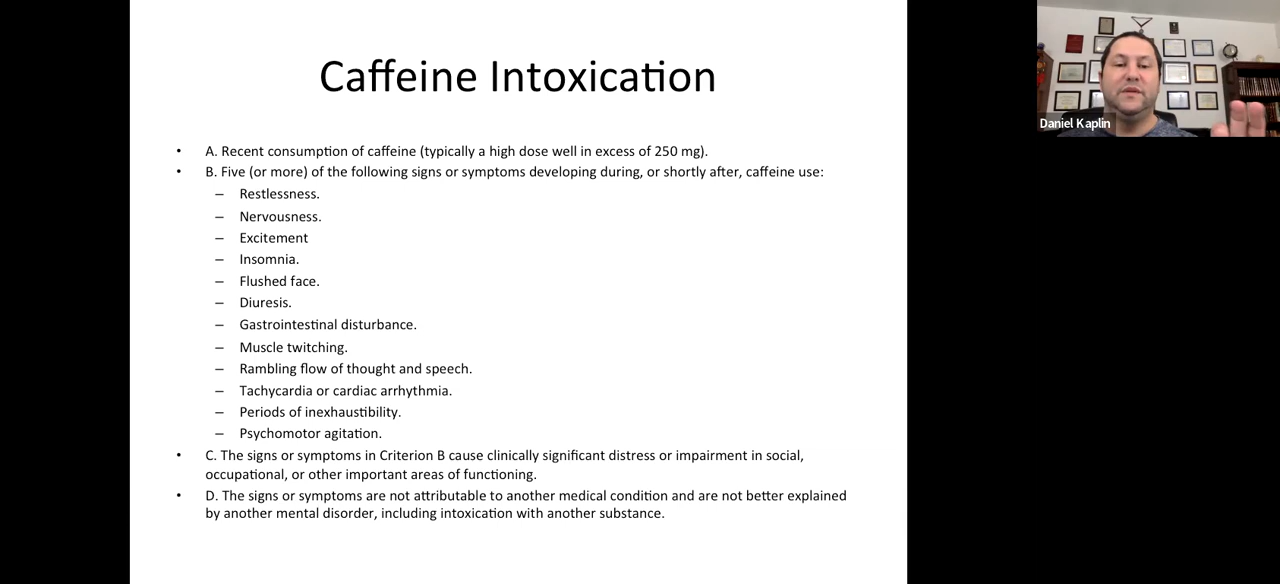 Caffeine Intoxication
• A. Recent consumption of caffeine (typically a high dose well in excess of 250 mg).
• B. Five (or more) of the following signs or symptoms developing during, or shortly after, caffeine use:
– Restlessness.
– Nervousness.
– Excitement
– Insomnia.
– Flushed face.
– Diuresis.
– Gastrointestinal disturbance.
– Muscle twitching.
– Rambling flow of thought and speech.
– Tachycardia or cardiac arrhythmia.
– Periods of inexhaustibility.
– Psychomotor agitation.
• C. The signs or symptoms in Criterion B cause clinically significant distress or impairment in social,
occupational, or other important areas of functioning.
• D. The signs or symptoms are not attributable to another medical condition and are not better explained
by another mental disorder, including intoxication with another substance.
Daniel Kaplin